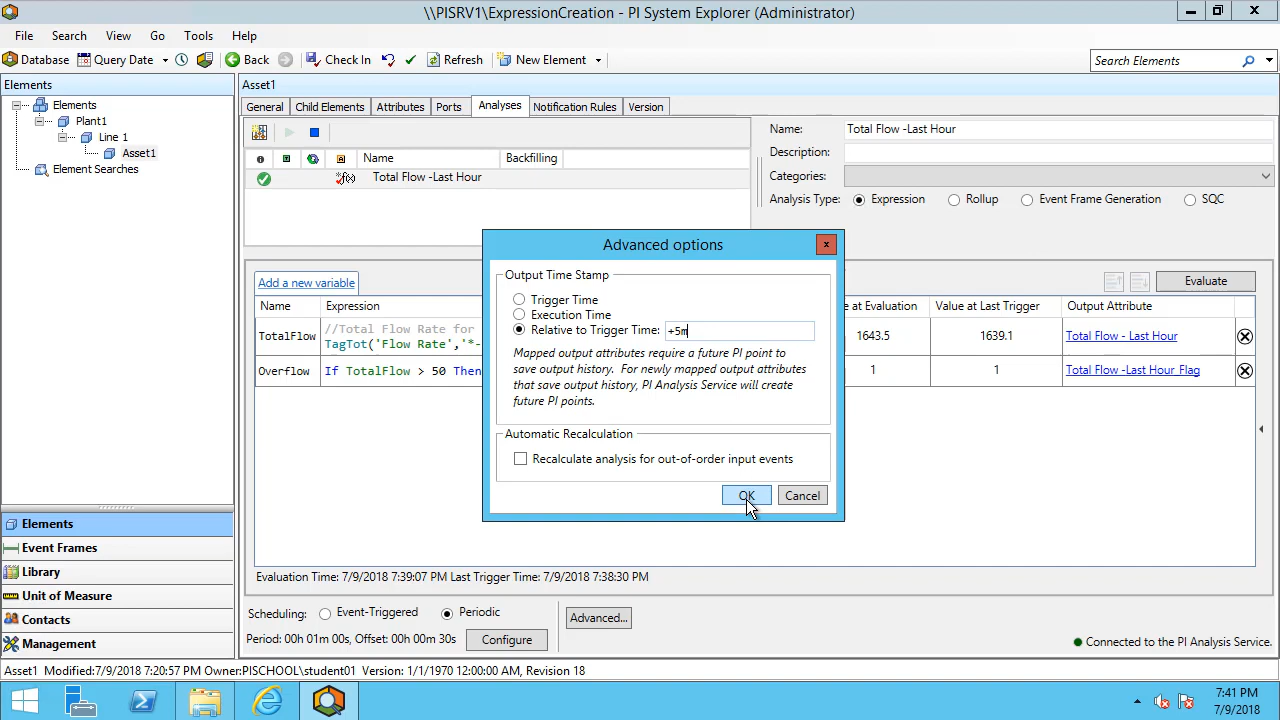 \\PISRV1\ExpressionCreation - PI System Explorer (Administrator)
File Search View Go Tools Help
Database Query Date Back Check In Refresh New Element Search Elements
Elements
Elements
Plant1
Line 1
Asset1
Element Searches
Asset1
General Child Elements Attributes Ports Analyses Notification Rules Version
Name Backfilling
Total Flow -Last Hour
Name: Total Flow -Last Hour
Description:
Categories:
Analysis Type: Expression Rollup Event Frame Generation SQC
Add a new variable
Evaluate
Name Expression e at Evaluation Value at Last Trigger Output Attribute
TotalFlow //Total Flow Rate for
TagTot('Flow Rate','*- 1643.5 1639.1 Total Flow - Last Hour
Overflow If TotalFlow > 50 Then 1 1 Total Flow -Last Hour_Flag
Advanced options
Output Time Stamp
Trigger Time
Execution Time
Relative to Trigger Time: +5m
Mapped output attributes require a future PI point to
save output history. For newly mapped output attributes
that save output history, PI Analysis Service will create
future PI points.
Automatic Recalculation
Recalculate analysis for out-of-order input events
OK Cancel
Evaluation Time: 7/9/2018 7:39:07 PM Last Trigger Time: 7/9/2018 7:38:30 PM
Scheduling: Event-Triggered Periodic Advanced...
Period: 00h 01m 00s, Offset: 00h 00m 30s Configure
Connected to the PI Analysis Service.
Elements
Event Frames
Library
Unit of Measure
Contacts
Management
Asset1 Modified:7/9/2018 7:20:57 PM Owner:PISCHOOL\student01 Version: 1/1/1970 12:00:00 AM, Revision 18
7:41 PM
7/9/2018